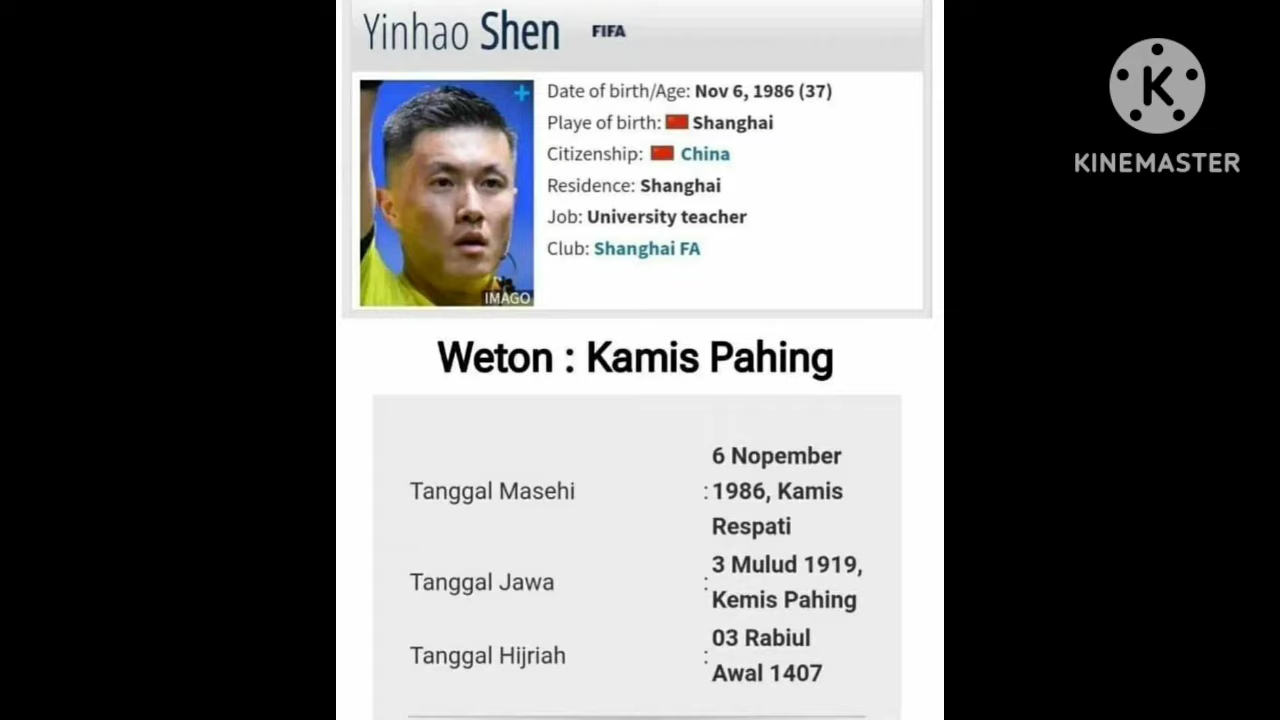 Yinhao Shen FIFA
Date of birth/Age: Nov 6, 1986 (37)
Playe of birth: Shanghai
Citizenship: China
Residence: Shanghai
Job: University teacher
Club: Shanghai FA
IMAGO
KINEMASTER
Weton : Kamis Pahing
Tanggal Masehi : 6 Nopember
1986, Kamis
Respati
Tanggal Jawa : 3 Mulud 1919,
Kemis Pahing
Tanggal Hijriah : 03 Rabiul
Awal 1407